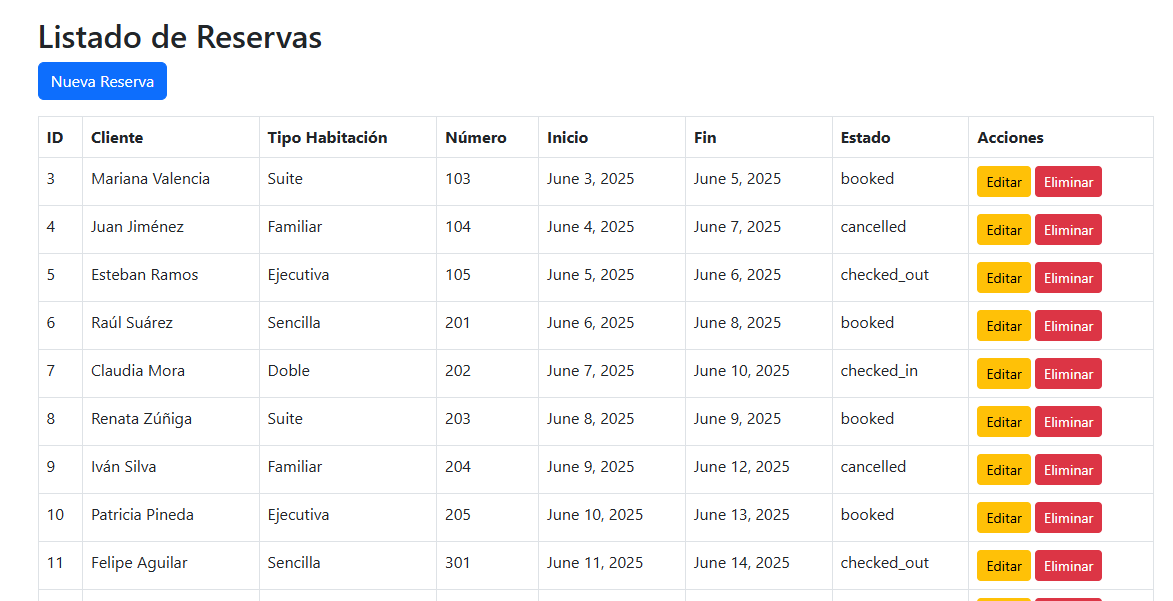 Listado de Reservas
Nueva Reserva
ID Cliente Tipo Habitación Número Inicio Fin Estado Acciones
3 Mariana Valencia Suite 103 June 3, 2025 June 5, 2025 booked Editar Eliminar
4 Juan Jiménez Familiar 104 June 4, 2025 June 7, 2025 cancelled Editar Eliminar
5 Esteban Ramos Ejecutiva 105 June 5, 2025 June 6, 2025 checked_out Editar Eliminar
6 Raúl Suárez Sencilla 201 June 6, 2025 June 8, 2025 booked Editar Eliminar
7 Claudia Mora Doble 202 June 7, 2025 June 10, 2025 checked_in Editar Eliminar
8 Renata Zúñiga Suite 203 June 8, 2025 June 9, 2025 booked Editar Eliminar
9 Iván Silva Familiar 204 June 9, 2025 June 12, 2025 cancelled Editar Eliminar
10 Patricia Pineda Ejecutiva 205 June 10, 2025 June 13, 2025 booked Editar Eliminar
11 Felipe Aguilar Sencilla 301 June 11, 2025 June 14, 2025 checked_out Editar Eliminar